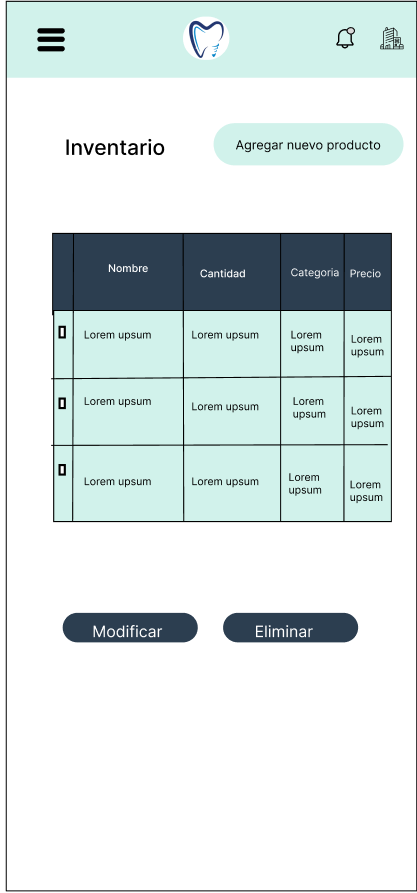 Inventario
Agregar nuevo producto
Nombre
Cantidad
Categoria
Precio
Lorem upsum
Lorem upsum
Lorem
upsum
Lorem
upsum
Lorem upsum
Lorem upsum
Lorem
upsum
Lorem
upsum
Lorem upsum
Lorem upsum
Lorem
upsum
Lorem
upsum
Modificar
Eliminar